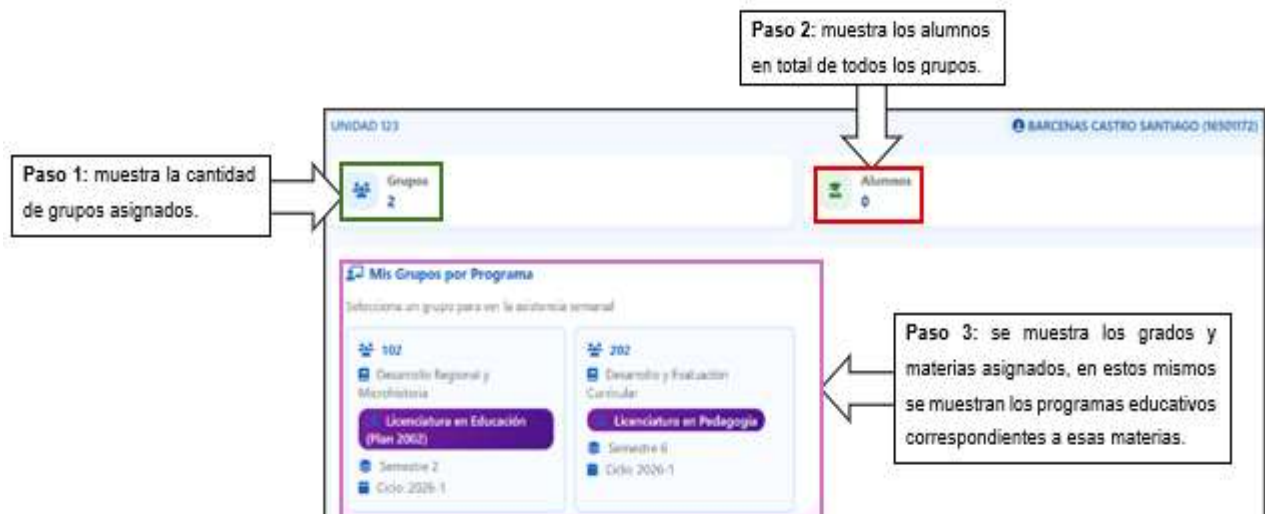 Paso 2: muestra los alumnos
en total de todos los grupos.
UNIDAD 123
BARCENAS CASTRO SANTIAGO (16501172)
Paso 1: muestra la cantidad
de grupos asignados.
Grupos
2
Alumnos
0
Mis Grupos por Programa
Seleccione un grupo para ver la asistencia semanal
102
Desarrollo Regional y
Microhistoria
Licenciatura en Educación
(Plan 2002)
Semestre 2
Ciclo: 2026-1
202
Desarrollo y Evaluación
Curricular
Licenciatura en Pedagogía
Semestre 6
Ciclo: 2026-1
Paso 3: se muestra los grados y
materias asignados, en estos mismos
se muestran los programas educativos
correspondientes a esas materias.